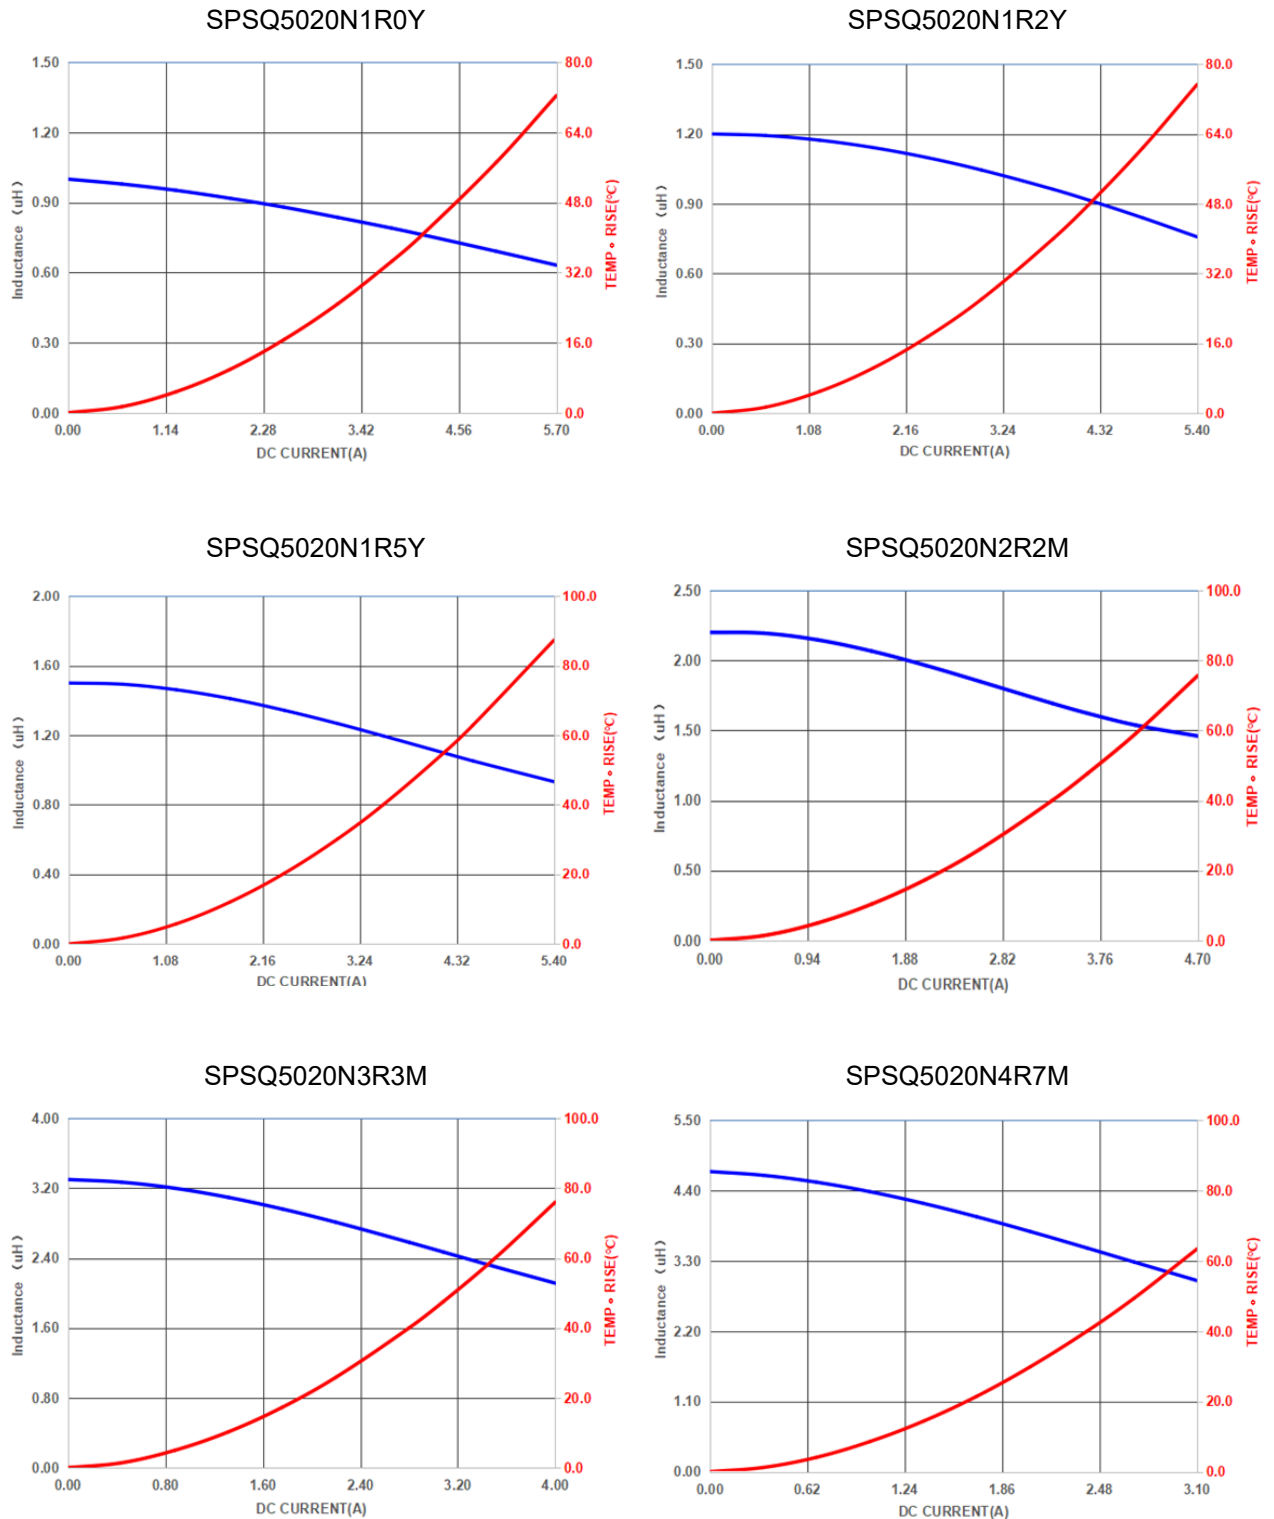 SPSQ5020N1R0Y
1.50
1.20
0.90
0.60
0.30
0.00
80.0
64.0
48.0
32.0
16.0
0.0
0.00 1.14 2.28 3.42 4.56 5.70
DC CURRENT(A)
Inductance (uH)
TEMP。RISE(℃)
SPSQ5020N1R2Y
1.50
1.20
0.90
0.60
0.30
0.00
80.0
64.0
48.0
32.0
16.0
0.0
0.00 1.08 2.16 3.24 4.32 5.40
DC CURRENT(A)
Inductance (uH)
TEMP。RISE(℃)
SPSQ5020N1R5Y
2.00
1.60
1.20
0.80
0.40
0.00
100.0
80.0
60.0
40.0
20.0
0.0
0.00 1.08 2.16 3.24 4.32 5.40
DC CURRENT(A)
Inductance (uH)
TEMP。RISE(℃)
SPSQ5020N2R2M
2.50
2.00
1.50
1.00
0.50
0.00
100.0
80.0
60.0
40.0
20.0
0.0
0.00 0.94 1.88 2.82 3.76 4.70
DC CURRENT(A)
Inductance (uH)
TEMP。RISE(℃)
SPSQ5020N3R3M
4.00
3.20
2.40
1.60
0.80
0.00
100.0
80.0
60.0
40.0
20.0
0.0
0.00 0.80 1.60 2.40 3.20 4.00
DC CURRENT(A)
Inductance (uH)
TEMP。RISE(℃)
SPSQ5020N4R7M
5.50
4.40
3.30
2.20
1.10
0.00
100.0
80.0
60.0
40.0
20.0
0.0
0.00 0.62 1.24 1.86 2.48 3.10
DC CURRENT(A)
Inductance (uH)
TEMP。RISE(℃)